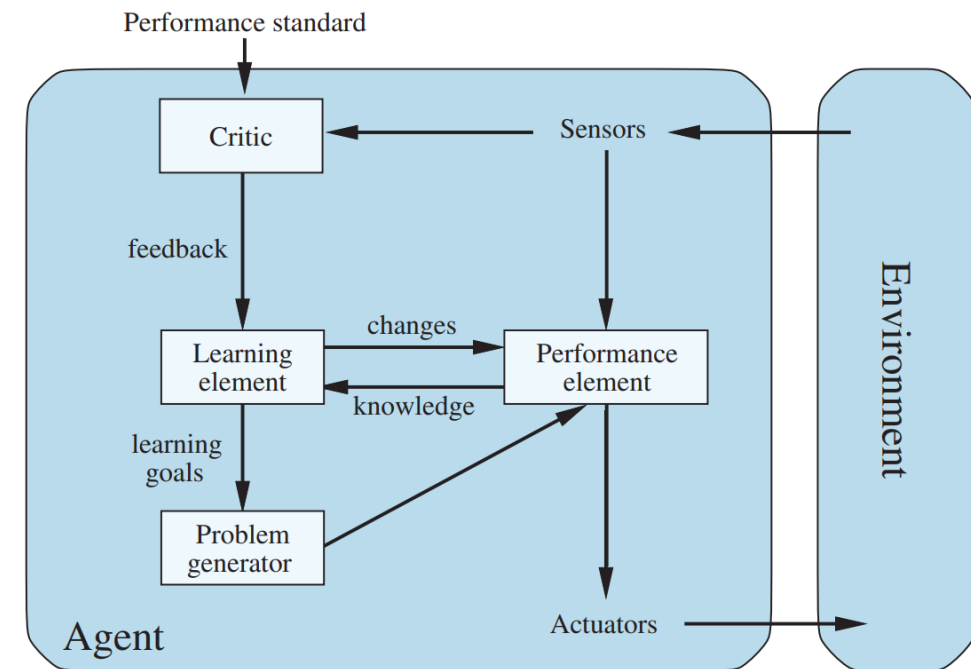 Performance standard
Critic
Sensors
feedback
changes
Learning
element
Performance
element
knowledge
learning
goals
Problem
generator
Agent
Actuators
Environment